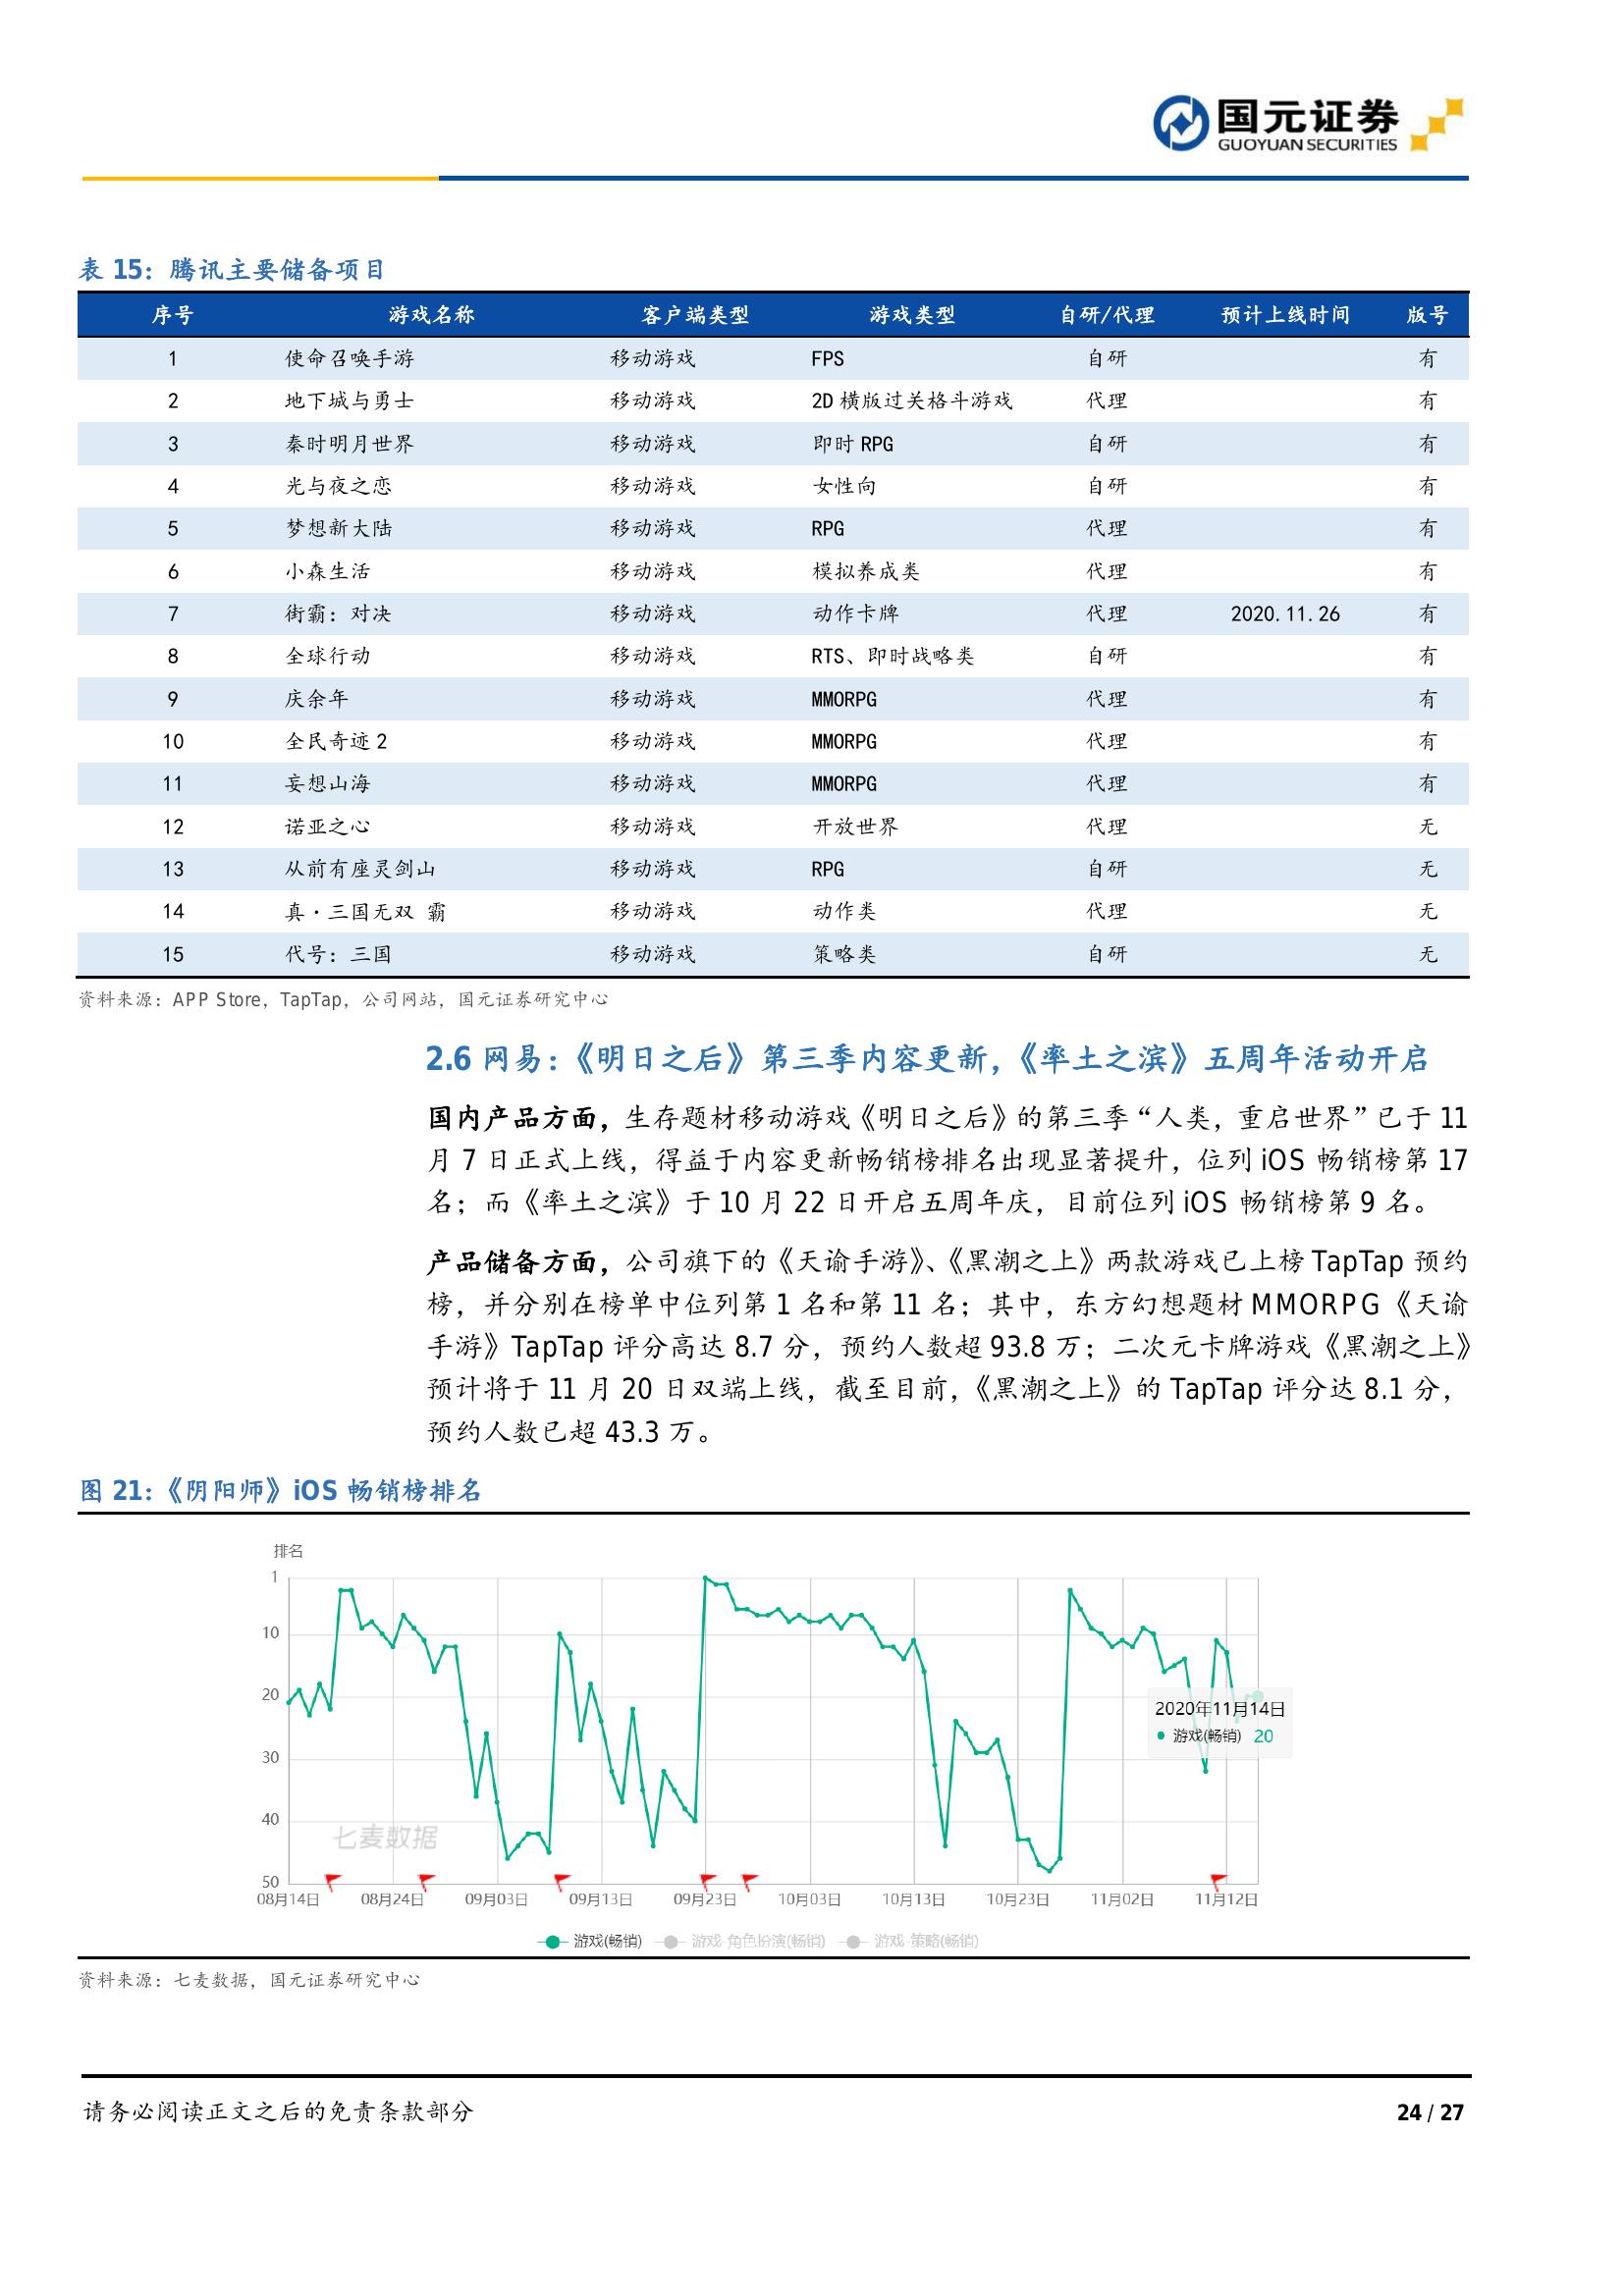 国元证券
GUOYUAN SECURITIES
表 15：腾讯主要储备项目
序号 游戏名称 客户端类型 游戏类型 自研/代理 预计上线时间 版号
1 使命召唤手游 移动游戏 FPS 自研 有
2 地下城与勇士 移动游戏 2D 横版过关格斗游戏 代理 有
3 秦时明月世界 移动游戏 即时 RPG 自研 有
4 光与夜之恋 移动游戏 女性向 自研 有
5 梦想新大陆 移动游戏 RPG 代理 有
6 小森生活 移动游戏 模拟养成类 代理 有
7 街霸：对决 移动游戏 动作卡牌 代理 2020.11.26 有
8 全球行动 移动游戏 RTS、即时战略类 自研 有
9 庆余年 移动游戏 MMORPG 代理 有
10 全民奇迹 2 移动游戏 MMORPG 代理 有
11 妄想山海 移动游戏 MMORPG 代理 有
12 诺亚之心 移动游戏 开放世界 代理 无
13 从前有座灵剑山 移动游戏 RPG 自研 无
14 真·三国无双 霸 移动游戏 动作类 代理 无
15 代号：三国 移动游戏 策略类 自研 无
资料来源：APP Store，TapTap，公司网站，国元证券研究中心
2.6 网易：《明日之后》第三季内容更新，《率土之滨》五周年活动开启
国内产品方面，生存题材移动游戏《明日之后》的第三季“人类，重启世界”已于 11
月 7 日正式上线，得益于内容更新畅销榜排名出现显著提升，位列 iOS 畅销榜第 17
名；而《率土之滨》于 10 月 22 日开启五周年庆，目前位列 iOS 畅销榜第 9 名。
产品储备方面，公司旗下的《天谕手游》、《黑潮之上》两款游戏已上榜 TapTap 预约
榜，并分别在榜单中位列第 1 名和第 11 名；其中，东方幻想题材 MMORPG《天谕
手游》TapTap 评分高达 8.7 分，预约人数超 93.8 万；二次元卡牌游戏《黑潮之上》
预计将于 11 月 20 日双端上线，截至目前，《黑潮之上》的 TapTap 评分达 8.1 分，
预约人数已超 43.3 万。
图 21：《阴阳师》iOS 畅销榜排名
排名
1
10
20
30
40
50
2020年11月14日
游戏(畅销) 20
七麦数据
08月14日 08月24日 09月03日 09月13日 09月23日 10月03日 10月13日 10月23日 11月02日 11月12日
游戏(畅销) 游戏-角色扮演(畅销) 游戏-策略(畅销)
资料来源：七麦数据，国元证券研究中心
请务必阅读正文之后的免责条款部分 24 / 27